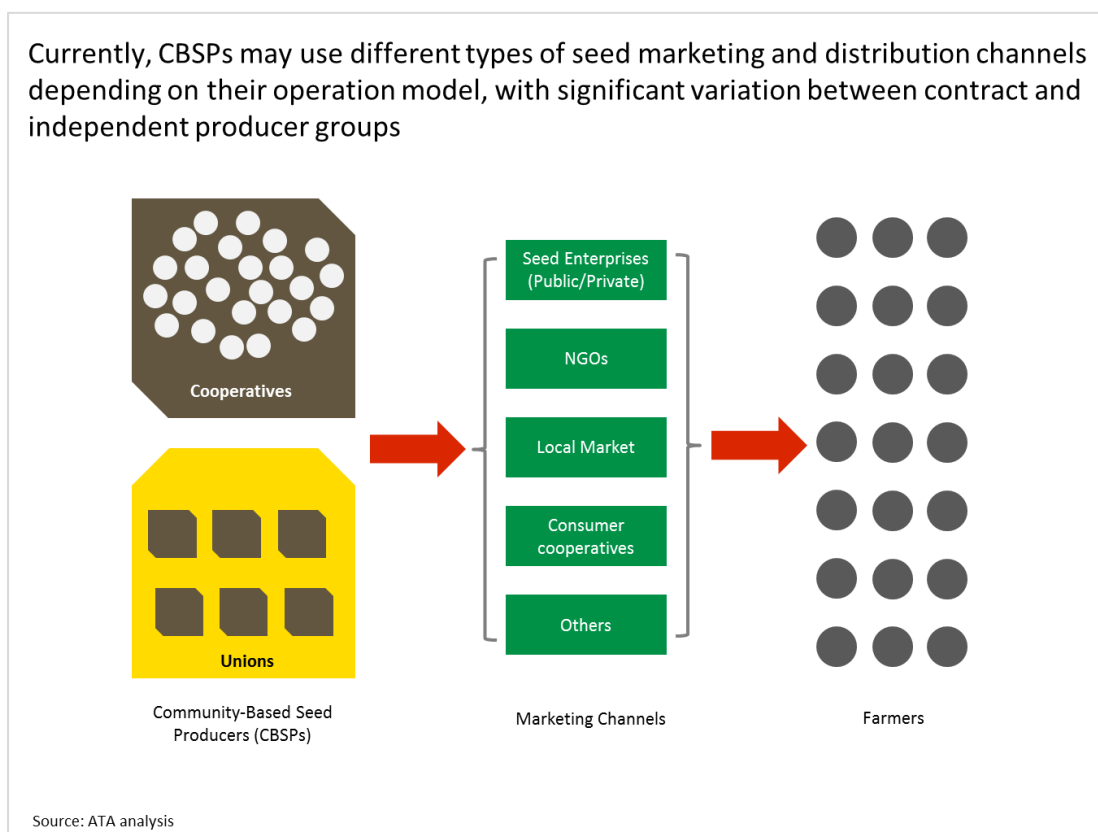 Currently, CBSPs may use different types of seed marketing and distribution channels
depending on their operation model, with significant variation between contract and
independent producer groups
Cooperatives
Unions
Community-Based Seed
Producers (CBSPs)
Seed Enterprises
(Public/Private)
NGOs
Local Market
Consumer
cooperatives
Others
Marketing Channels
Farmers
Source: ATA analysis